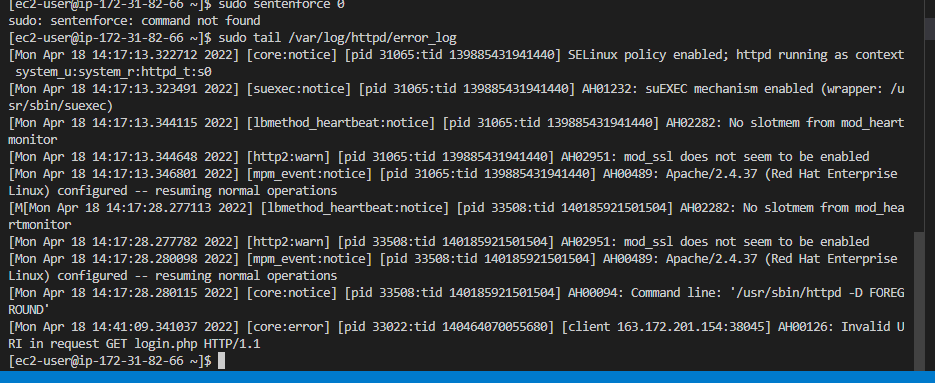 [ec2-user@ip-172-31-82-66 ~]$ sudo sentenforce 0
sudo: sentenforce: command not found
[ec2-user@ip-172-31-82-66 ~]$ sudo tail /var/log/httpd/error_log
[Mon Apr 18 14:17:13.322712 2022] [core:notice] [pid 31065:tid 139885431941440] SELinux policy enabled; httpd running as context
 system_u:system_r:httpd_t:s0
[Mon Apr 18 14:17:13.323491 2022] [suexec:notice] [pid 31065:tid 139885431941440] AH01232: suEXEC mechanism enabled (wrapper: /u
sr/sbin/suexec)
[Mon Apr 18 14:17:13.344115 2022] [lbmethod_heartbeat:notice] [pid 31065:tid 139885431941440] AH02282: No slotmem from mod_heart
monitor
[Mon Apr 18 14:17:13.344648 2022] [http2:warn] [pid 31065:tid 139885431941440] AH02951: mod_ssl does not seem to be enabled
[Mon Apr 18 14:17:13.346801 2022] [mpm_event:notice] [pid 31065:tid 139885431941440] AH00489: Apache/2.4.37 (Red Hat Enterprise
Linux) configured -- resuming normal operations
[M[Mon Apr 18 14:17:28.277113 2022] [lbmethod_heartbeat:notice] [pid 33508:tid 140185921501504] AH02282: No slotmem from mod_hea
rtmonitor
[Mon Apr 18 14:17:28.277782 2022] [http2:warn] [pid 33508:tid 140185921501504] AH02951: mod_ssl does not seem to be enabled
[Mon Apr 18 14:17:28.280098 2022] [mpm_event:notice] [pid 33508:tid 140185921501504] AH00489: Apache/2.4.37 (Red Hat Enterprise
Linux) configured -- resuming normal operations
[Mon Apr 18 14:17:28.280115 2022] [core:notice] [pid 33508:tid 140185921501504] AH00094: Command line: '/usr/sbin/httpd -D FOREG
ROUND'
[Mon Apr 18 14:41:09.341037 2022] [core:error] [pid 33022:tid 140464070055680] [client 163.172.201.154:38045] AH00126: Invalid U
RI in request GET login.php HTTP/1.1
[ec2-user@ip-172-31-82-66 ~]$